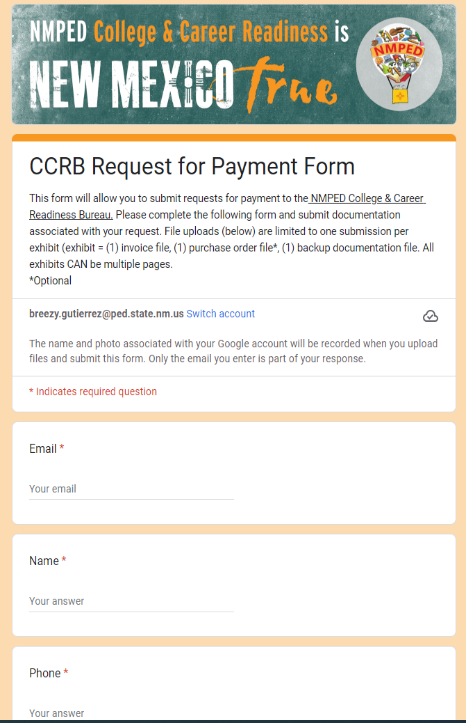 NMPED College & Career Readiness is
NEW MEXICO True
NMPED
CCRB Request for Payment Form
This form will allow you to submit requests for payment to the NMPED College & Career
Readiness Bureau. Please complete the following form and submit documentation
associated with your request. File uploads (below) are limited to one submission per
exhibit (exhibit = (1) invoice file, (1) purchase order file*, (1) backup documentation file. All
exhibits CAN be multiple pages.
*Optional
breezy.gutierrez@ped.state.nm.us Switch account
The name and photo associated with your Google account will be recorded when you upload
files and submit this form. Only the email you enter is part of your response.
* Indicates required question
Email *
Your email
Name *
Your answer
Phone *
Your answer